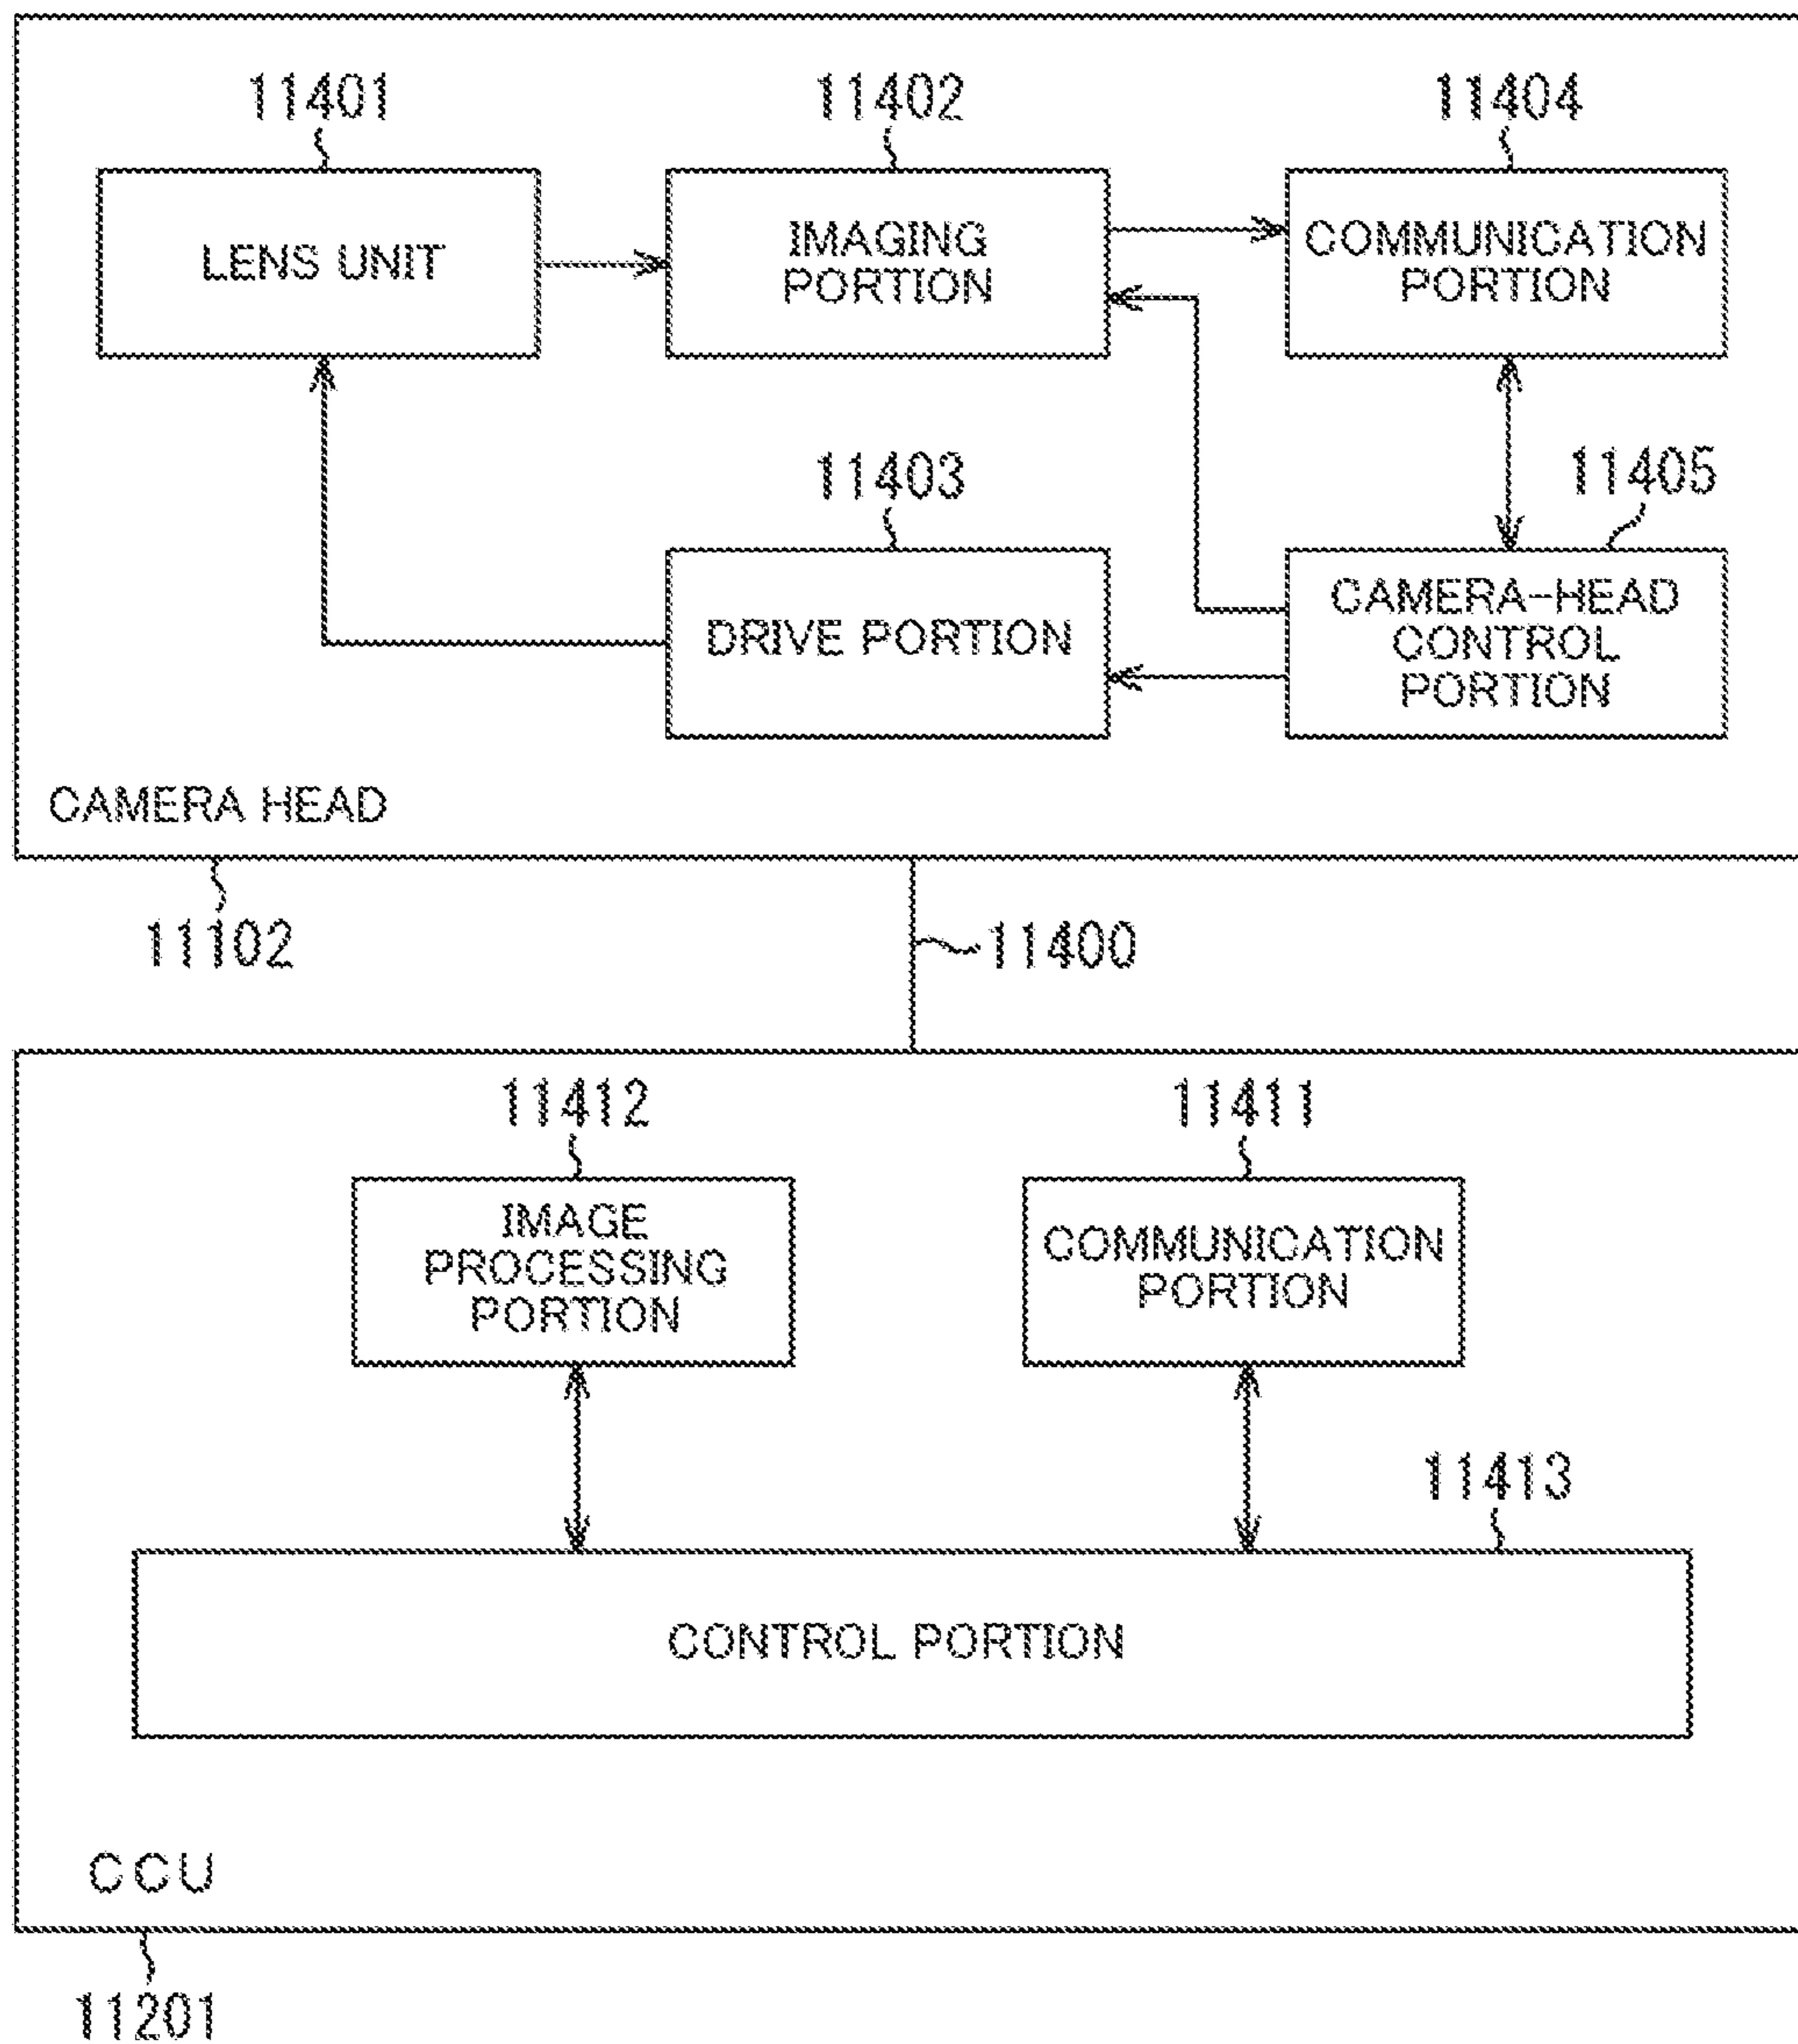 11401
11402
11404
LENS UNIT
IMAGING
PORTION
COMMUNICATION
PORTION
11403
11405
DRIVE PORTION
CAMERA-HEAD
CONTROL
PORTION
CAMERA HEAD
11102
11400
11412
11411
IMAGE
PROCESSING
PORTION
COMMUNICATION
PORTION
11413
CONTROL PORTION
CCU
11201